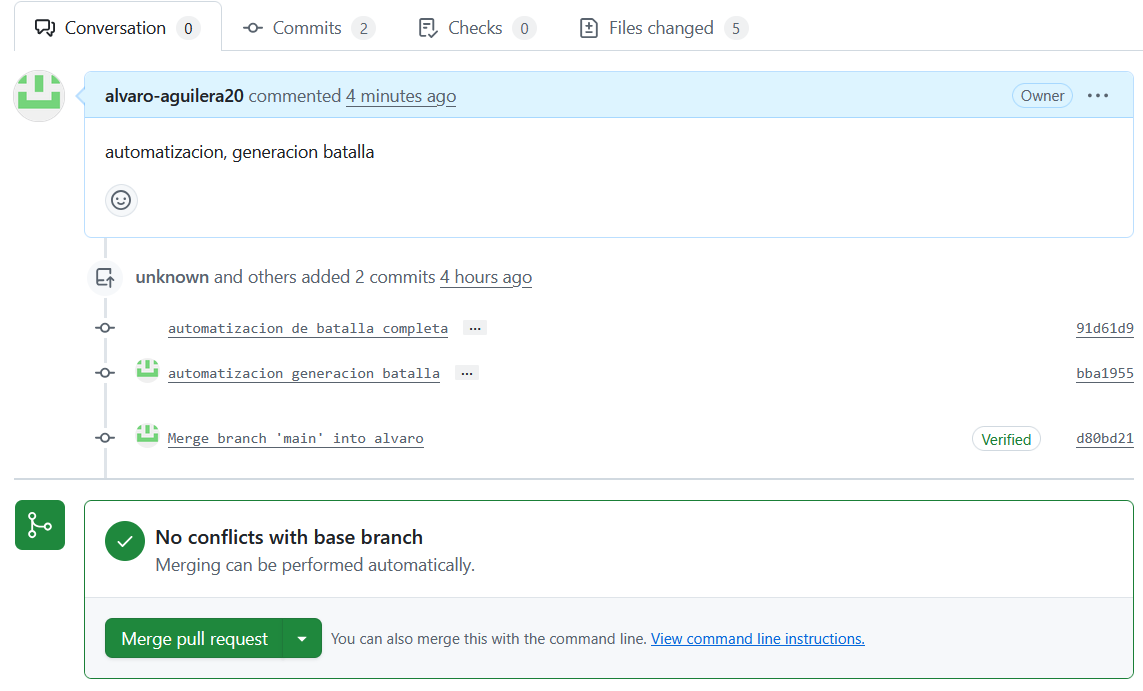 Conversation 0 Commits 2 Checks 0 Files changed 5
alvaro-aguilera20 commented 4 minutes ago Owner ...
automatizacion, generacion batalla
unknown and others added 2 commits 4 hours ago
automatizacion de batalla completa ... 91d61d9
automatizacion generacion batalla ... bba1955
Merge branch 'main' into alvaro Verified d80bd21
No conflicts with base branch
Merging can be performed automatically.
Merge pull request You can also merge this with the command line. View command line instructions.